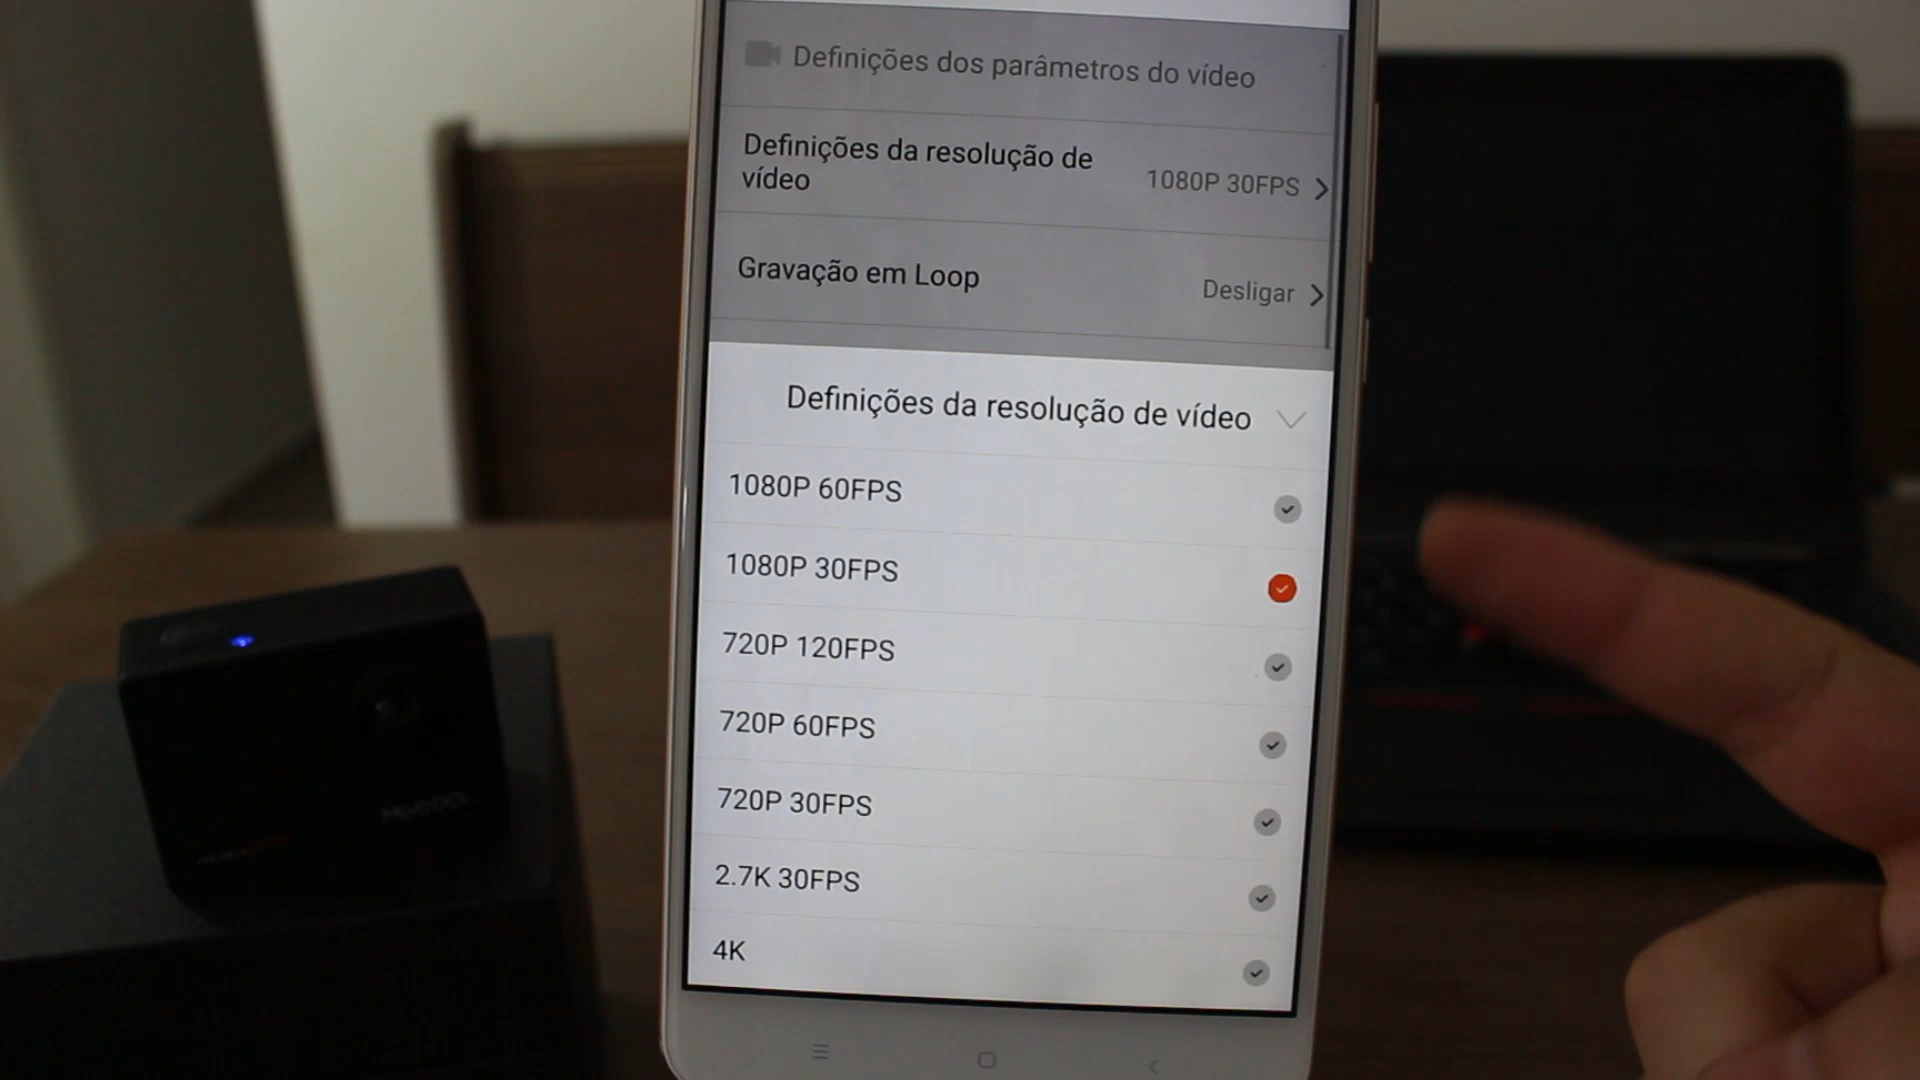 Definições dos parâmetros do vídeo
Definições da resolução de
vídeo
1080P 30FPS
Gravação em Loop
Desligar
Definições da resolução de vídeo
1080P 60FPS
1080P 30FPS
720P 120FPS
720P 60FPS
720P 30FPS
2.7K 30FPS
4K